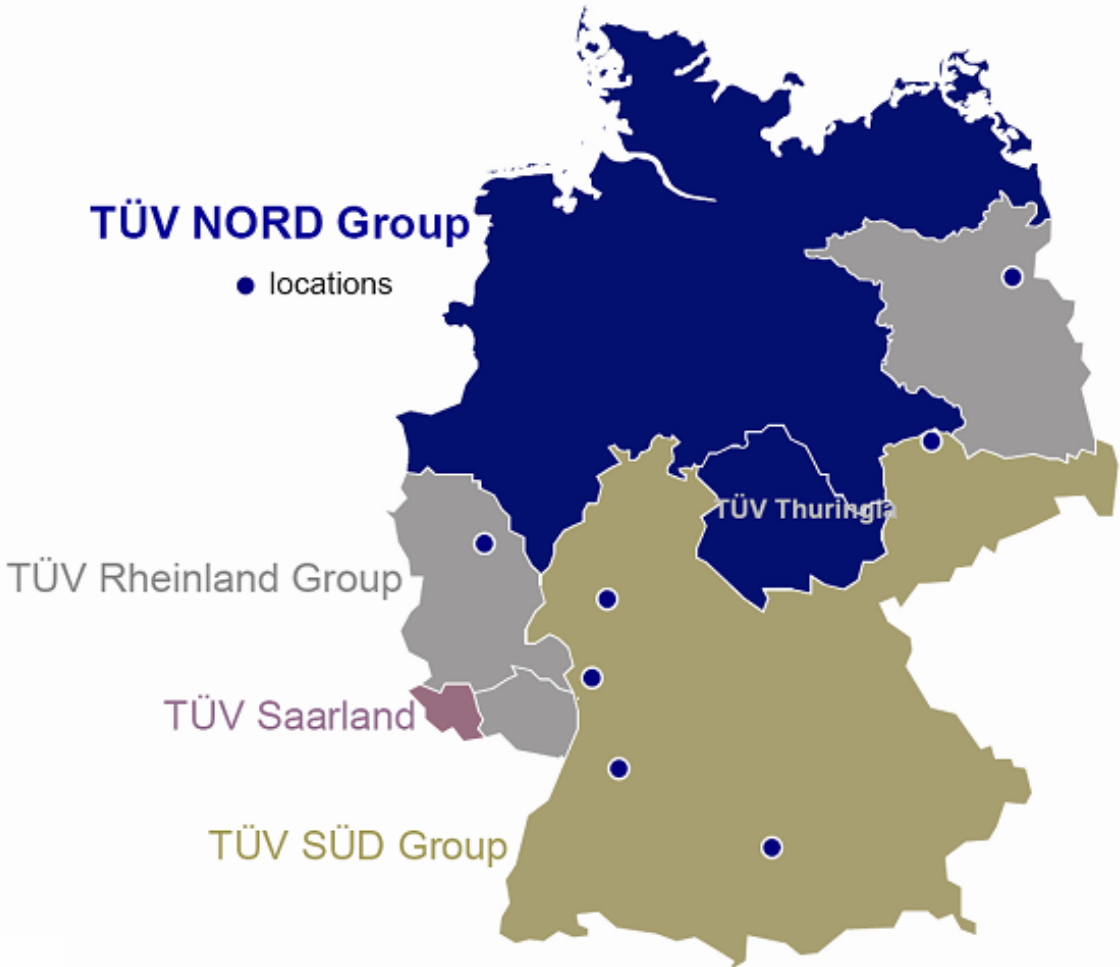 TÜV NORD Group
locations
TÜV Thuringia
TÜV Rheinland Group
TÜV Saarland
TÜV SÜD Group